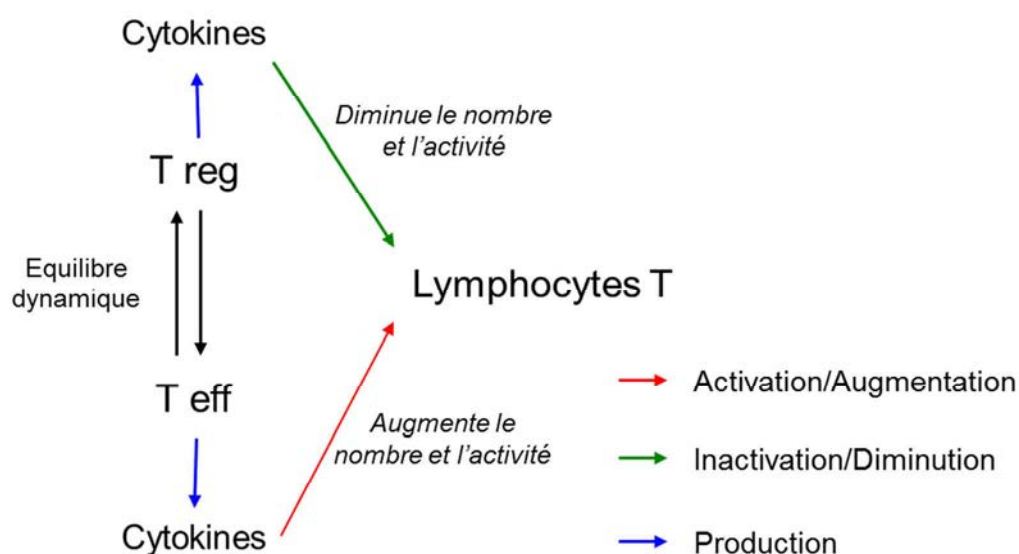 Cytokines
Diminue le nombre
et l’activité
T reg
Equilibre
dynamique
Lymphocytes T
T eff
Augmente le
nombre et l’activité
Cytokines
Activation/Augmentation
Inactivation/Diminution
Production